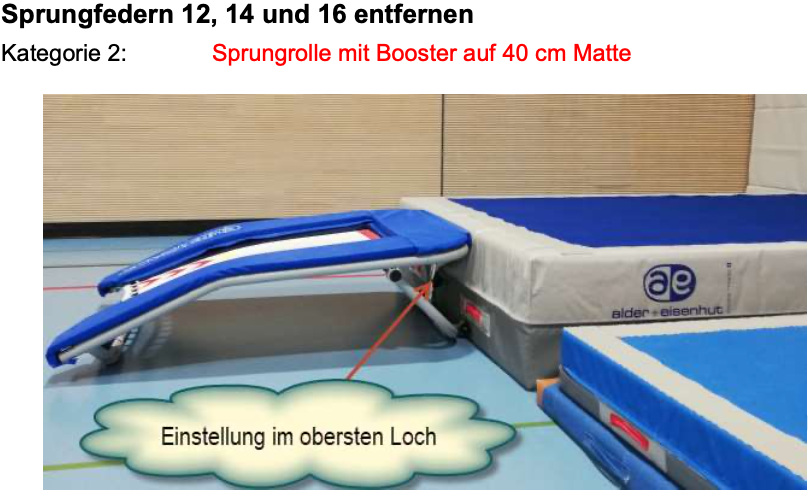 Sprungfedern 12, 14 und 16 entfernen
Kategorie 2: Sprungrolle mit Booster auf 40 cm Matte
ae
alder+eisenhut
Einstellung im obersten Loch